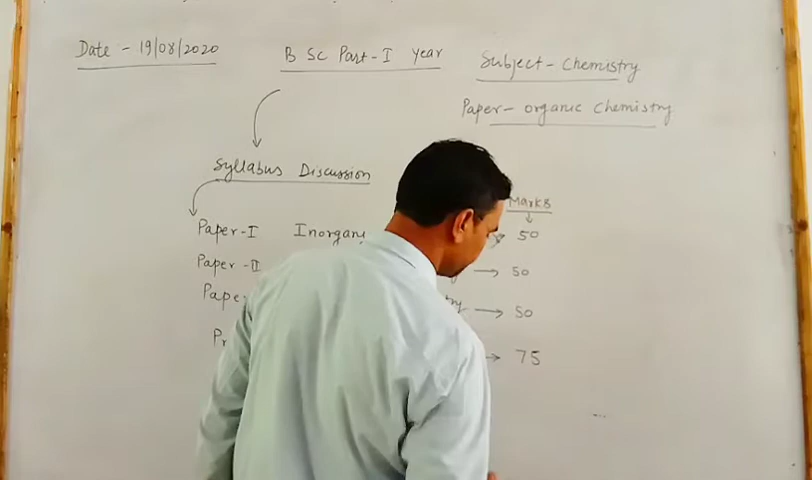 Date - 19/08/2020
B Sc Part-I Year
Subject - Chemistry
Paper - organic Chemistry
Syllabus Discussion
Marks
Paper-I → 50
Paper-II → 50
→ 50
→ 75